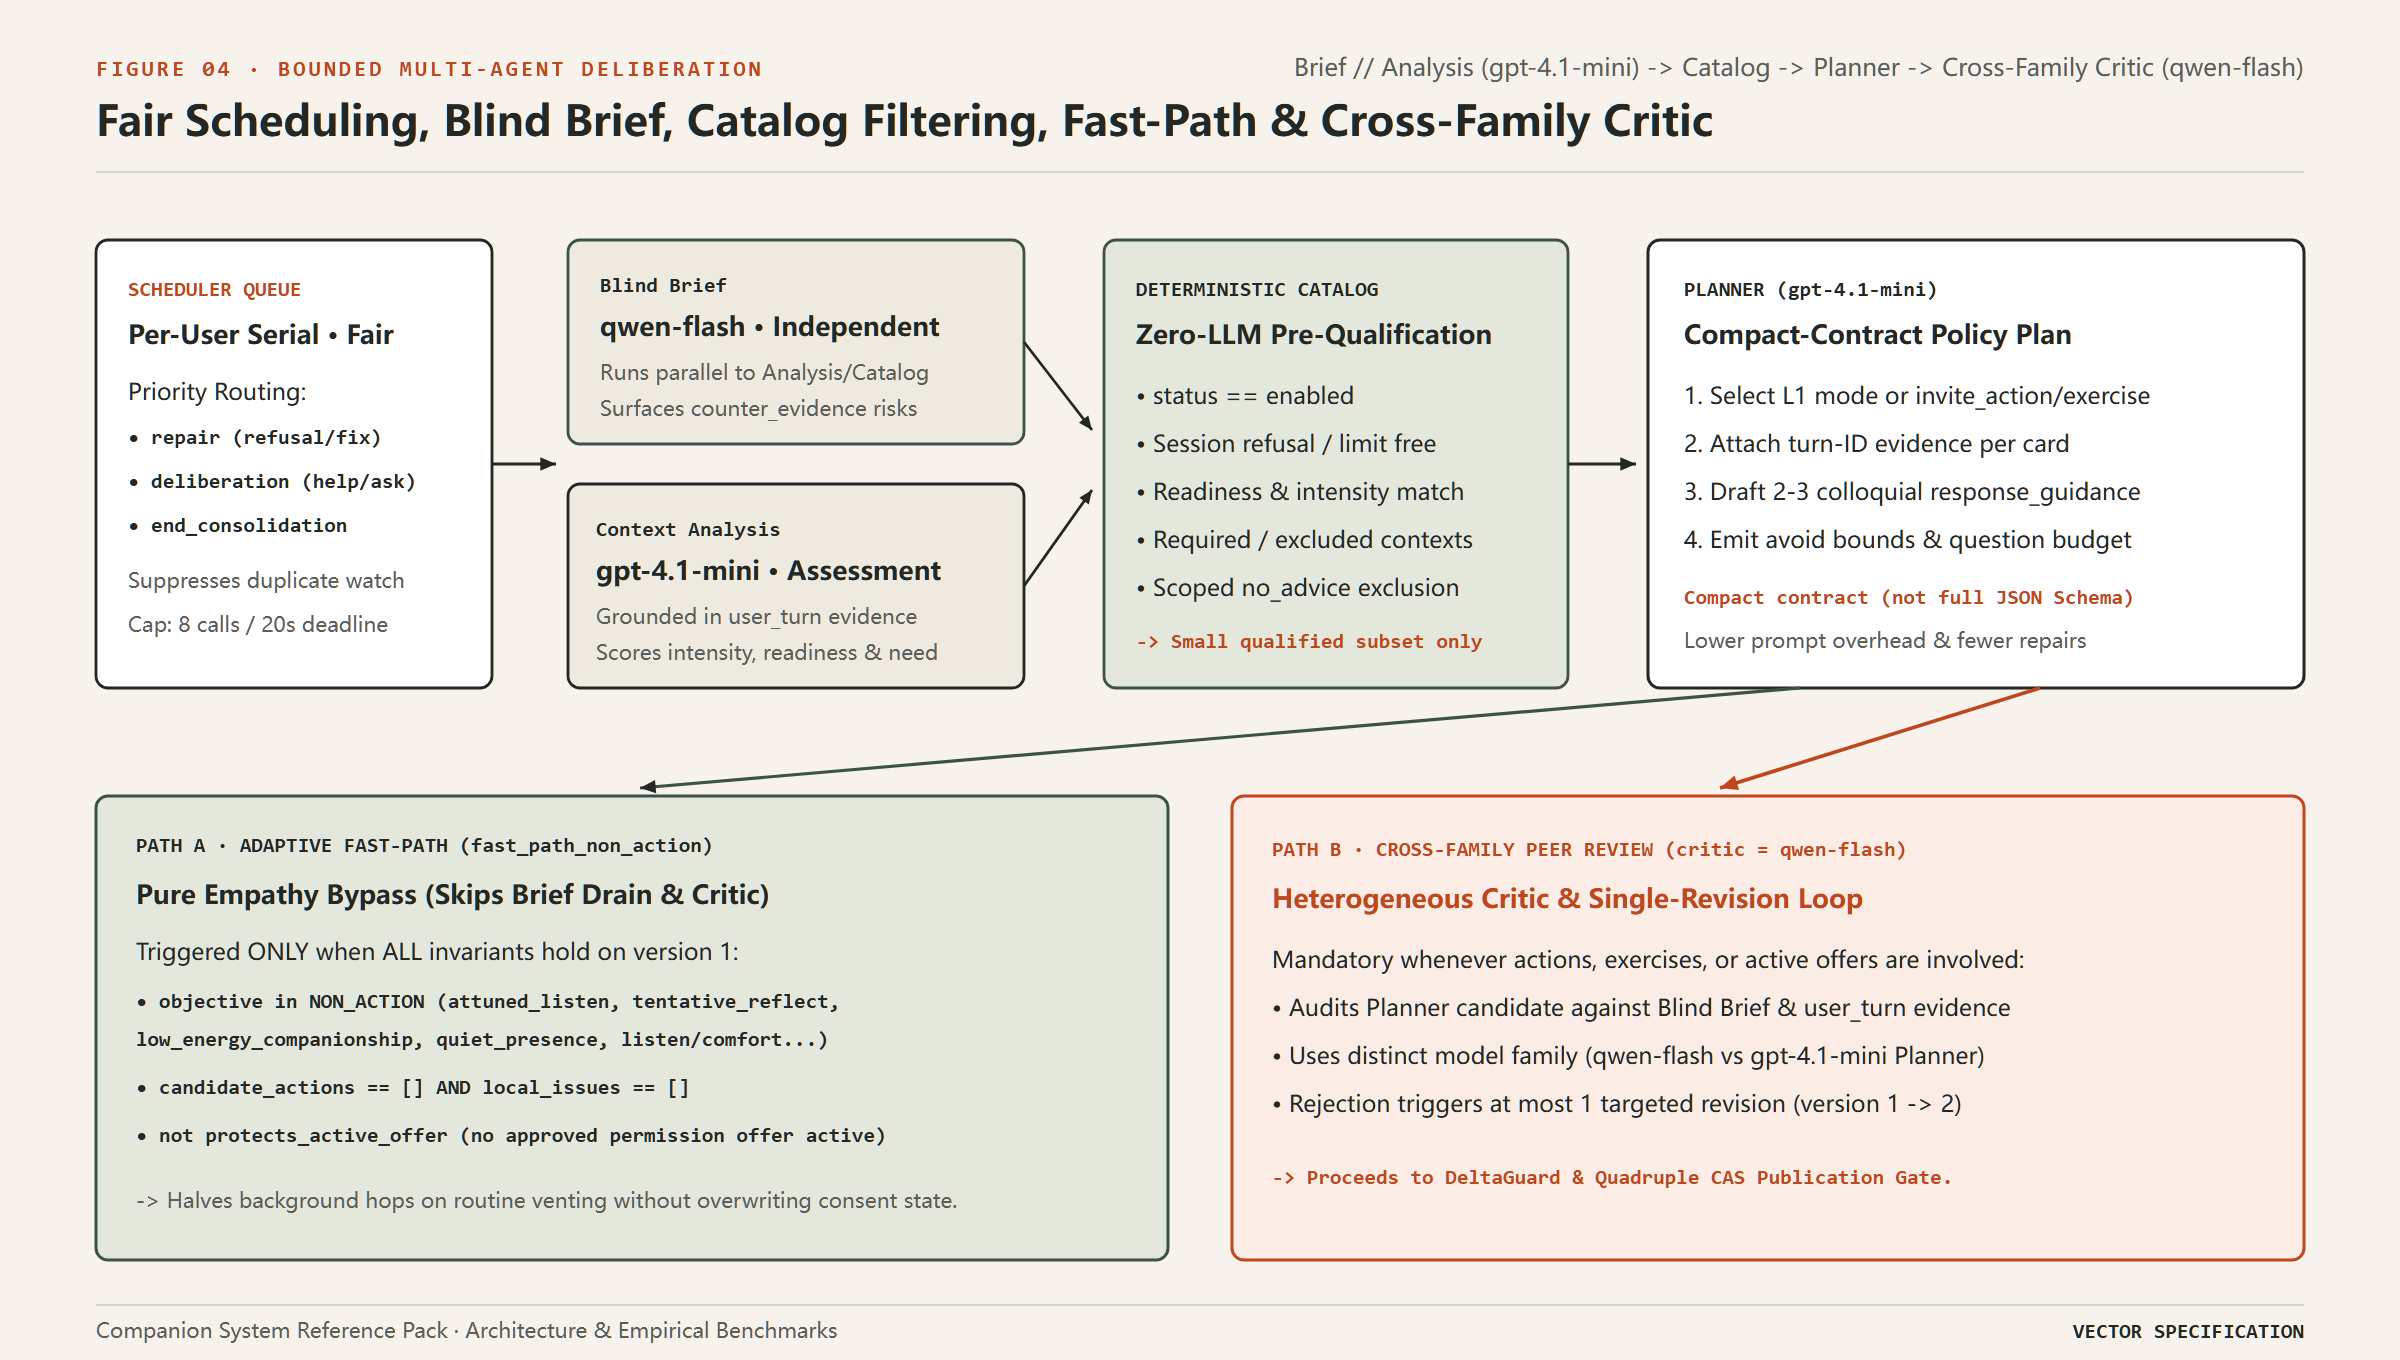 FIGURE 04 · BOUNDED MULTI-AGENT DELIBERATION
Brief // Analysis (gpt-4.1-mini) -> Catalog -> Planner -> Cross-Family Critic (qwen-flash)
Fair Scheduling, Blind Brief, Catalog Filtering, Fast-Path & Cross-Family Critic
SCHEDULER QUEUE
Per-User Serial • Fair
Priority Routing:
• repair (refusal/fix)
• deliberation (help/ask)
• end_consolidation
Suppresses duplicate watch
Cap: 8 calls / 20s deadline
Blind Brief
qwen-flash • Independent
Runs parallel to Analysis/Catalog
Surfaces counter_evidence risks
Context Analysis
gpt-4.1-mini • Assessment
Grounded in user_turn evidence
Scores intensity, readiness & need
DETERMINISTIC CATALOG
Zero-LLM Pre-Qualification
• status == enabled
• Session refusal / limit free
• Readiness & intensity match
• Required / excluded contexts
• Scoped no_advice exclusion
-> Small qualified subset only
PLANNER (gpt-4.1-mini)
Compact-Contract Policy Plan
1. Select L1 mode or invite_action/exercise
2. Attach turn-ID evidence per card
3. Draft 2-3 colloquial response_guidance
4. Emit avoid bounds & question budget
Compact contract (not full JSON Schema)
Lower prompt overhead & fewer repairs
PATH A · ADAPTIVE FAST-PATH (fast_path_non_action)
Pure Empathy Bypass (Skips Brief Drain & Critic)
Triggered ONLY when ALL invariants hold on version 1:
• objective in NON_ACTION (attuned_listen, tentative_reflect,
low_energy_companionship, quiet_presence, listen/comfort...)
• candidate_actions == [] AND local_issues == []
• not protects_active_offer (no approved permission offer active)
-> Halves background hops on routine venting without overwriting consent state.
PATH B · CROSS-FAMILY PEER REVIEW (critic = qwen-flash)
Heterogeneous Critic & Single-Revision Loop
Mandatory whenever actions, exercises, or active offers are involved:
• Audits Planner candidate against Blind Brief & user_turn evidence
• Uses distinct model family (qwen-flash vs gpt-4.1-mini Planner)
• Rejection triggers at most 1 targeted revision (version 1 -> 2)
-> Proceeds to DeltaGuard & Quadruple CAS Publication Gate.
Companion System Reference Pack · Architecture & Empirical Benchmarks
VECTOR SPECIFICATION